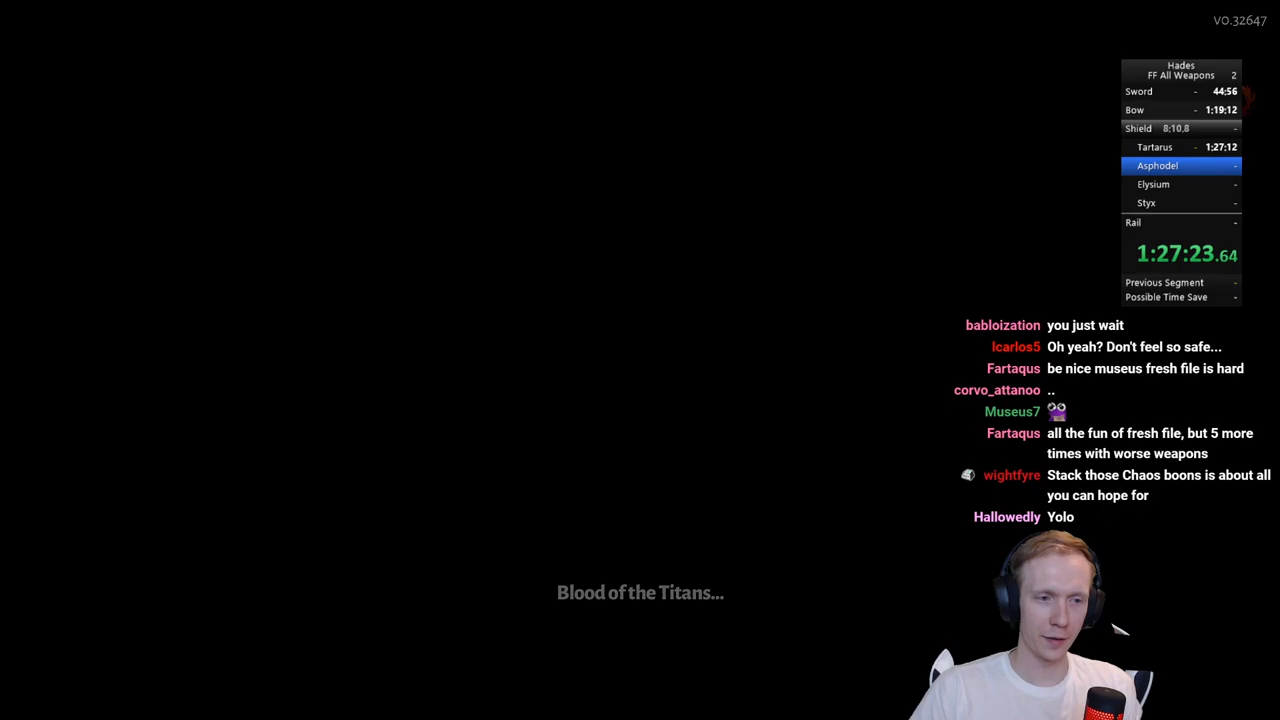 V0.32647
Hades
FF All Weapons 2
Sword - 44:56
Bow - 1:19:12
Shield 8:10.8 -
Tartarus - 1:27:12
Asphodel -
Elysium -
Styx -
Rail -
1:27:23.64
Previous Segment -
Possible Time Save -
babloization you just wait
Icarlos5 Oh yeah? Don't feel so safe...
Fartaqus be nice museus fresh file is hard
corvo_attanoo ..
Museus7
Fartaqus all the fun of fresh file, but 5 more
times with worse weapons
wightfyre Stack those Chaos boons is about all
you can hope for
Hallowedly Yolo
Blood of the Titans...